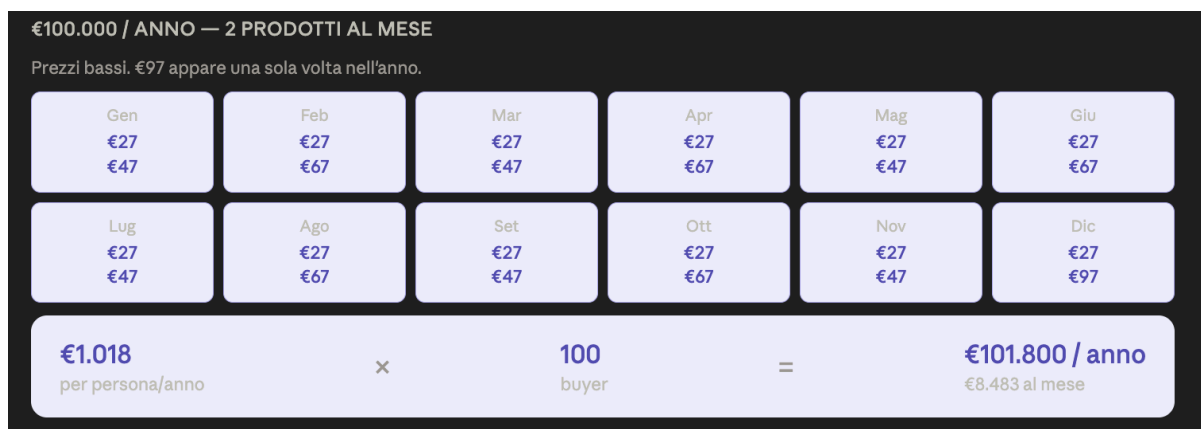 €100.000 / ANNO — 2 PRODOTTI AL MESE
Prezzi bassi. €97 appare una sola volta nell'anno.
Gen
€27
€47
Feb
€27
€67
Mar
€27
€47
Apr
€27
€67
Mag
€27
€47
Giu
€27
€67
Lug
€27
€47
Ago
€27
€67
Set
€27
€47
Ott
€27
€67
Nov
€27
€47
Dic
€27
€97
€1.018
per persona/anno
×
100
buyer
=
€101.800 / anno
€8.483 al mese